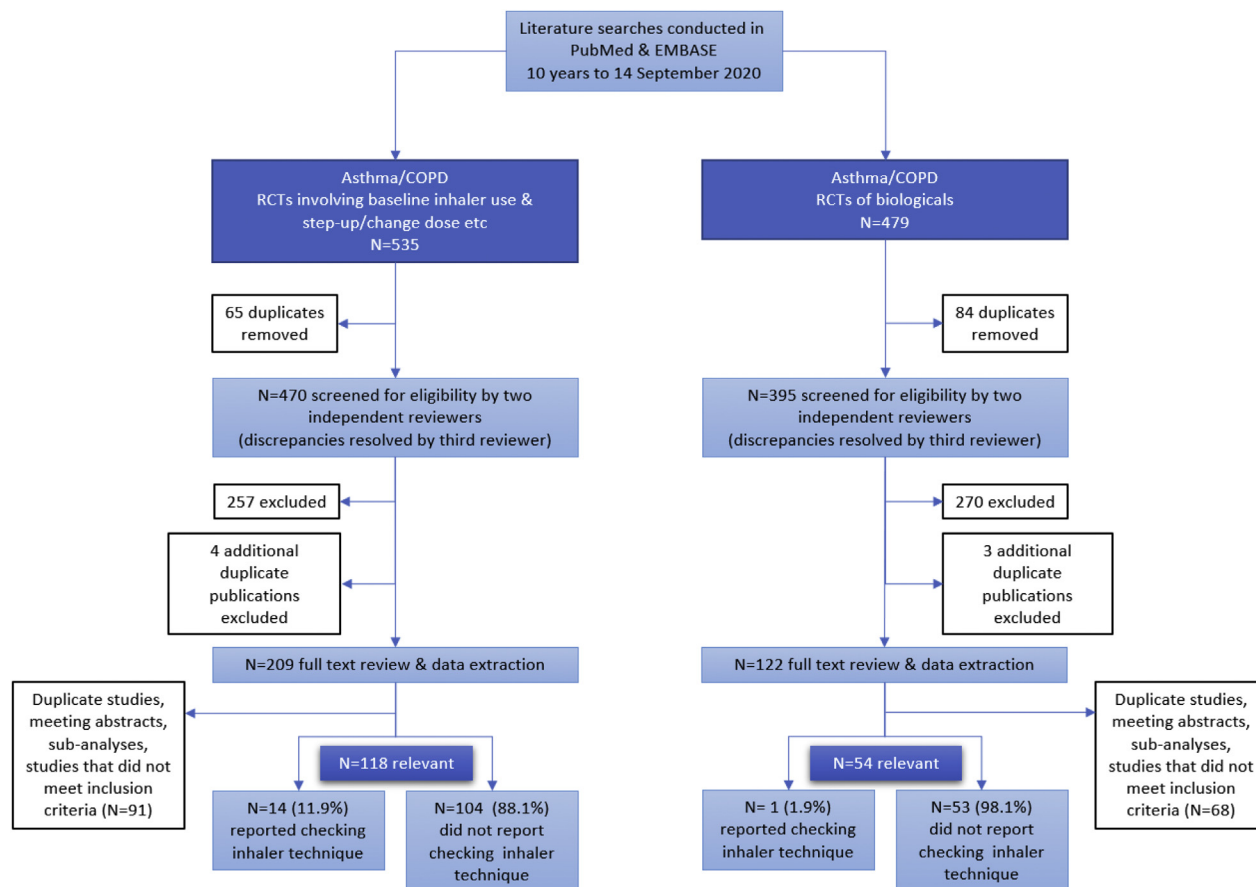 Literature searches conducted in
PubMed & EMBASE
10 years to 14 September 2020
Asthma/COPD
RCTs involving baseline inhaler use &
step-up/change dose etc
N=535
65 duplicates
removed
N=470 screened for eligibility by two
independent reviewers
(discrepancies resolved by third reviewer)
257 excluded
4 additional
duplicate
publications
excluded
N=209 full text review & data extraction
Duplicate studies,
meeting abstracts,
sub-analyses,
studies that did not
meet inclusion
criteria (N=91)
N=118 relevant
N=14 (11.9%)
reported checking
inhaler technique
N=104 (88.1%)
did not report
checking inhaler
technique
Asthma/COPD
RCTs of biologicals
N=479
84 duplicates
removed
N=395 screened for eligibility by two
independent reviewers
(discrepancies resolved by third reviewer)
270 excluded
3 additional
duplicate
publications
excluded
N=122 full text review & data extraction
Duplicate studies,
meeting abstracts,
sub-analyses,
studies that did not
meet inclusion
criteria (N=68)
N=54 relevant
N= 1 (1.9%)
reported checking
inhaler technique
N=53 (98.1%)
did not report
checking inhaler
technique